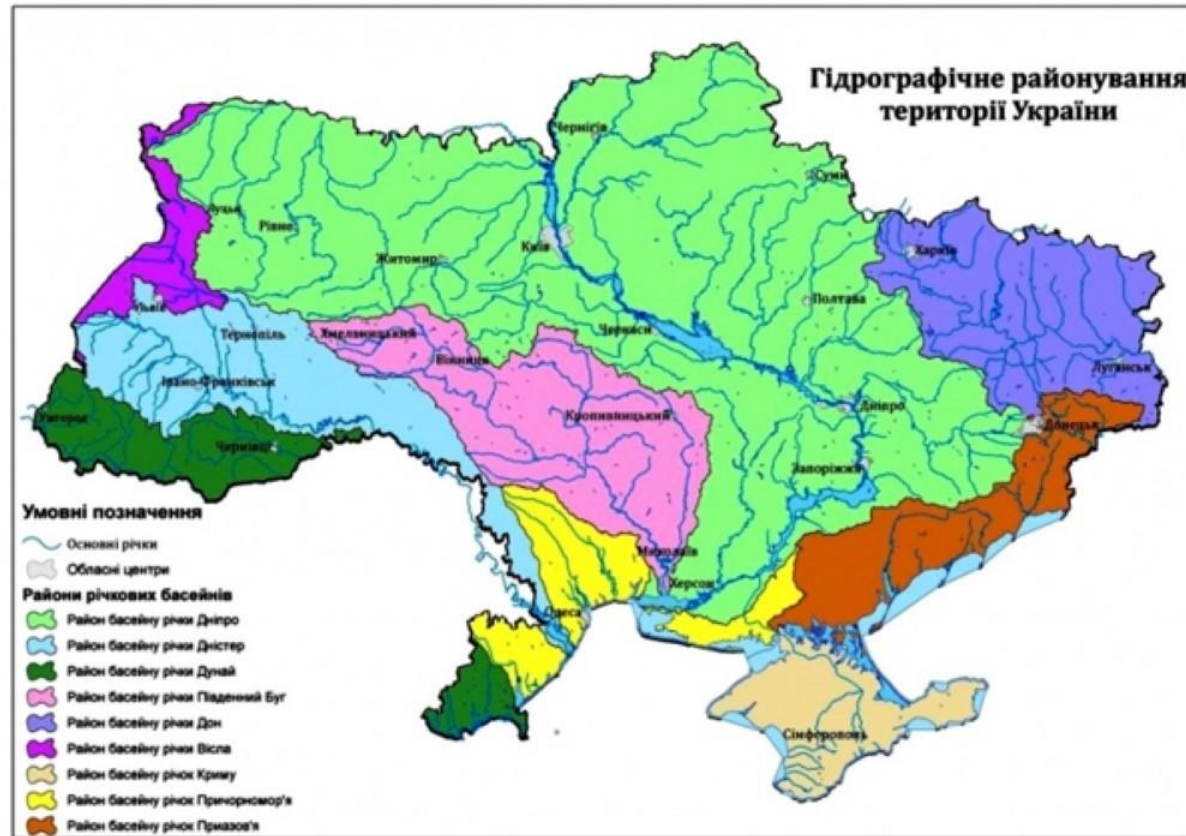 Гідрографічне районування
території України
Чернігів
Суми
Луцьк
Рівне
Київ
Харків
Житомир
Полтава
Львів
Тернопіль
Хмельницький
Черкаси
Вінниця
Луганськ
Івано-Франківськ
Ужгород
Кропивницький
Дніпро
Донецьк
Чернівці
Запоріжжя
Миколаїв
Херсон
Одеса
Сімферополь
Умовні позначення
Основні річки
Обласні центри
Райони річкових басейнів
Район басейну річки Дніпро
Район басейну річки Дністер
Район басейну річки Дунай
Район басейну річки Південний Буг
Район басейну річки Дон
Район басейну річки Вісла
Район басейну річок Криму
Район басейну річок Причорномор'я
Район басейну річок Приазов'я